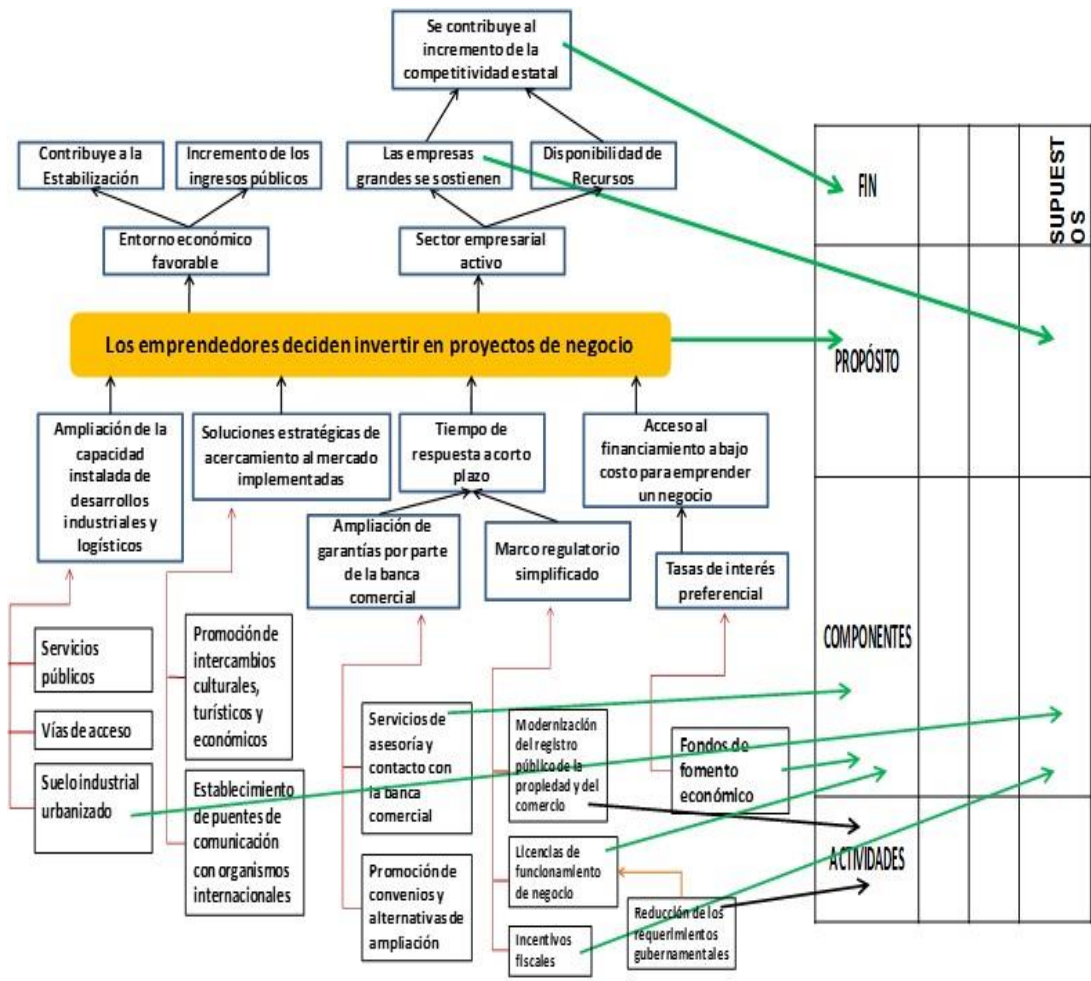 Se contribuye al
incremento de la
competitividad estatal
Contribuye a la
Estabilización
Incremento de los
ingresos públicos
Las empresas
grandes se sostienen
Disponibilidad de
Recursos
Entorno económico
favorable
Sector empresarial
activo
Los emprendedores deciden invertir en proyectos de negocio
Ampliación de la
capacidad
instalada de
desarrollos
industriales y
logísticos
Soluciones estratégicas de
acercamiento al mercado
implementadas
Tiempo de
respuesta a corto
plazo
Acceso al
financiamiento a bajo
costo para emprender
un negocio
Ampliación de
garantías por parte
de la banca
comercial
Marco regulatorio
simplificado
Tasas de interés
preferencial
Servicios
públicos
Vías de acceso
Suelo industrial
urbanizado
Promoción de
intercambios
culturales,
turísticos y
económicos
Establecimiento
de puentes de
comunicación
con organismos
internacionales
Servicios de
asesoría y
contacto con
la banca
comercial
Promoción de
convenios y
alternativas de
ampliación
Modernización
del registro
público de la
propiedad y del
comercio
Licencias de
funcionamiento
de negocio
Incentivos
fiscales
Fondos de
fomento
económico
Reducción de los
requerimientos
gubernamentales
FIN
SUPUEST
OS
PROPÓSITO
COMPONENTES
ACTIVIDADES